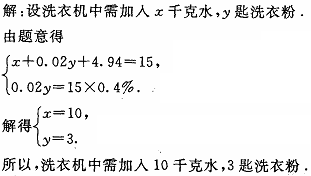 解:设洗衣机中需加入 x 千克水,y 匙洗衣粉.
由题意得
{x+0.02y+4.94=15,
0.02y=15×0.4%.
解得{x=10,
y=3.
所以,洗衣机中需加入 10 千克水,3 匙洗衣粉.